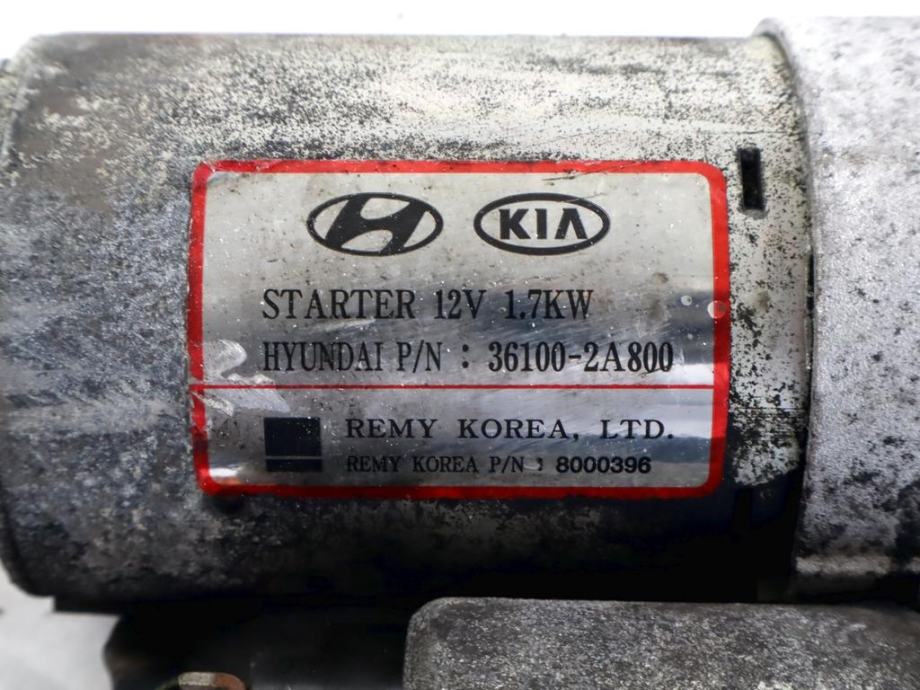 KIA
STARTER 12V 1.7KW
HYUNDAI P/N : 36100-2A800
REMY KOREA, LTD.
REMY KOREA P/N : 8000396